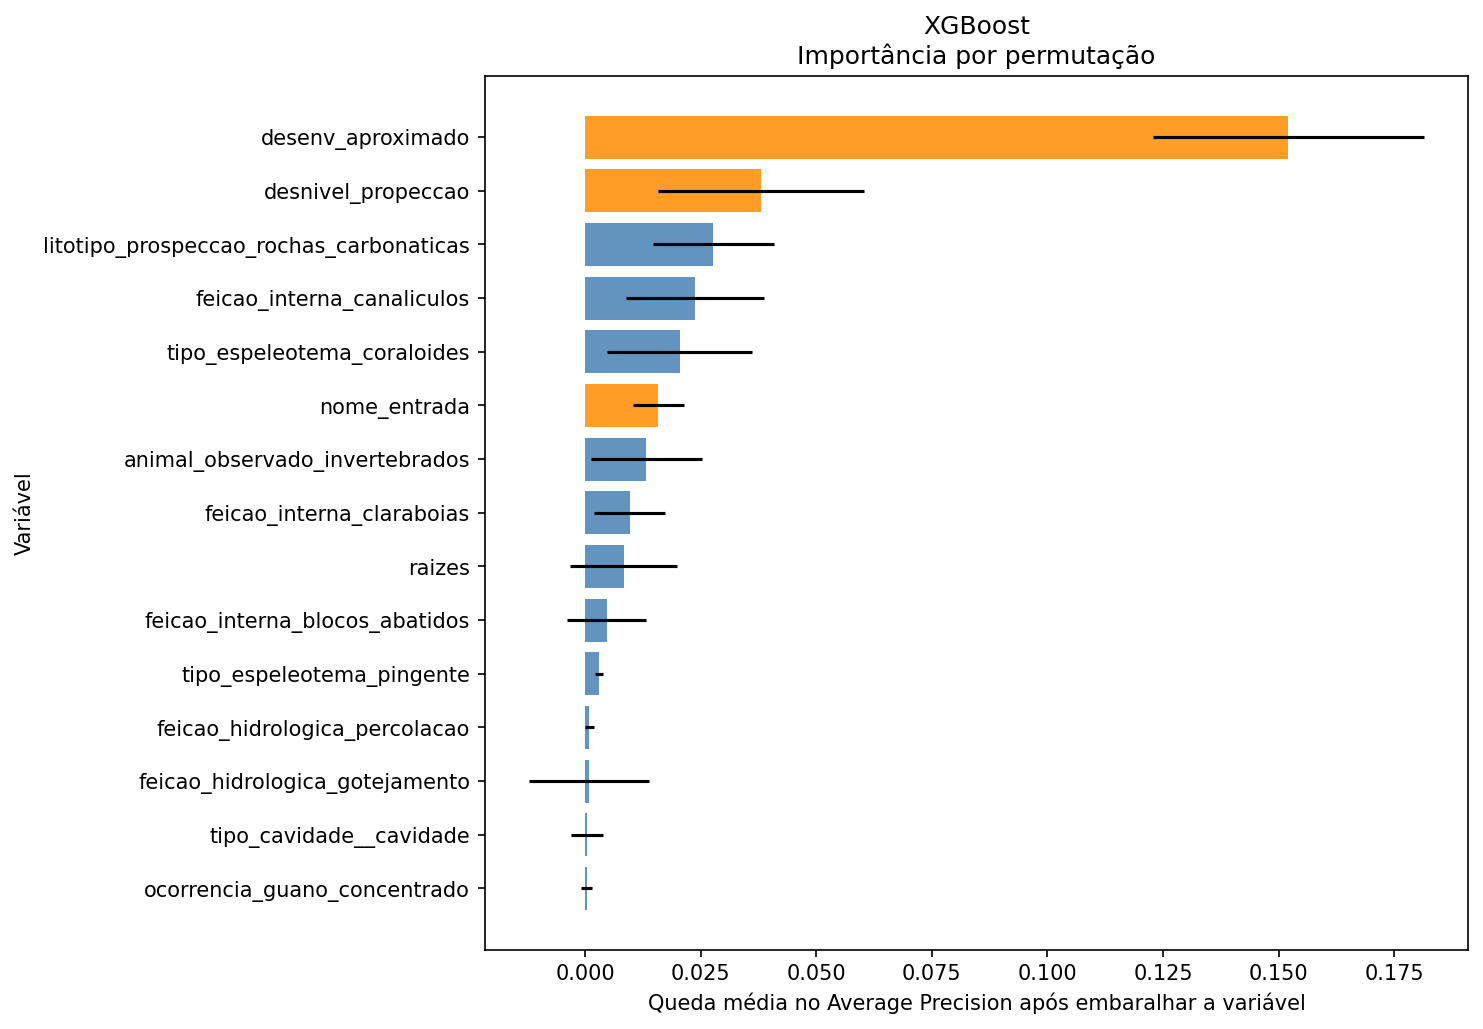 XGBoost
Importância por permutação
desenv_aproximado
desnivel_propeccao
litotipo_prospeccao_rochas_carbonaticas
feicao_interna_canaliculos
tipo_espeleotema_coraloides
nome_entrada
animal_observado_invertebrados
feicao_interna_claraboias
raizes
feicao_interna_blocos_abatidos
tipo_espeleotema_pingente
feicao_hidrologica_percolacao
feicao_hidrologica_gotejamento
tipo_cavidade__cavidade
ocorrencia_guano_concentrado
Variável
0.000 0.025 0.050 0.075 0.100 0.125 0.150 0.175
Queda média no Average Precision após embaralhar a variável